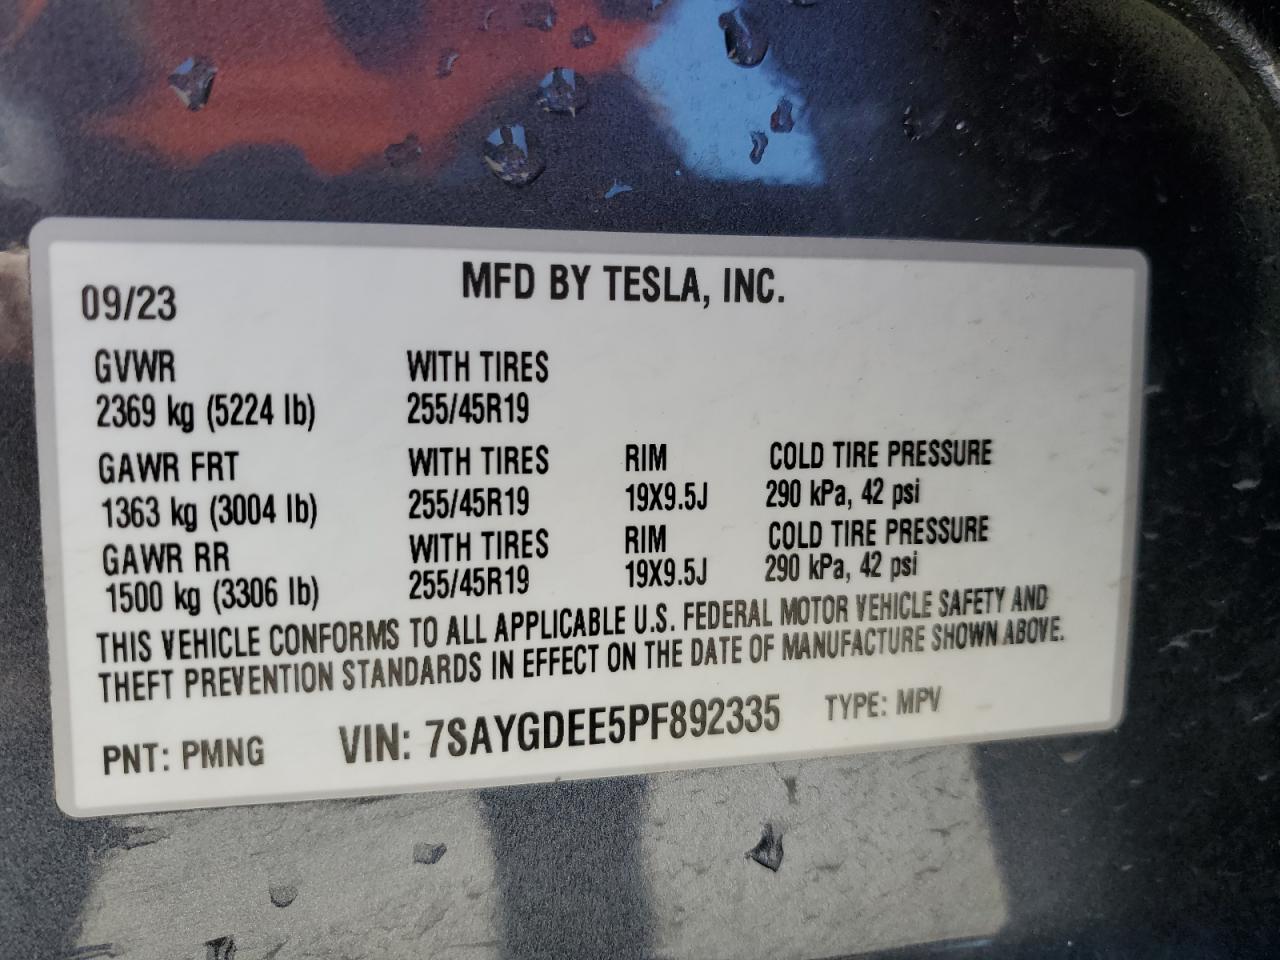 MFD BY TESLA, INC.
09/23
GVWR WITH TIRES
2369 kg (5224 lb) 255/45R19
GAWR FRT WITH TIRES RIM COLD TIRE PRESSURE
1363 kg (3004 lb) 255/45R19 19X9.5J 290 kPa, 42 psi
GAWR RR WITH TIRES RIM COLD TIRE PRESSURE
1500 kg (3306 lb) 255/45R19 19X9.5J 290 kPa, 42 psi
THIS VEHICLE CONFORMS TO ALL APPLICABLE U.S. FEDERAL MOTOR VEHICLE SAFETY AND
THEFT PREVENTION STANDARDS IN EFFECT ON THE DATE OF MANUFACTURE SHOWN ABOVE.
PNT: PMNG VIN: 7SAYGDEE5PF892335 TYPE: MPV